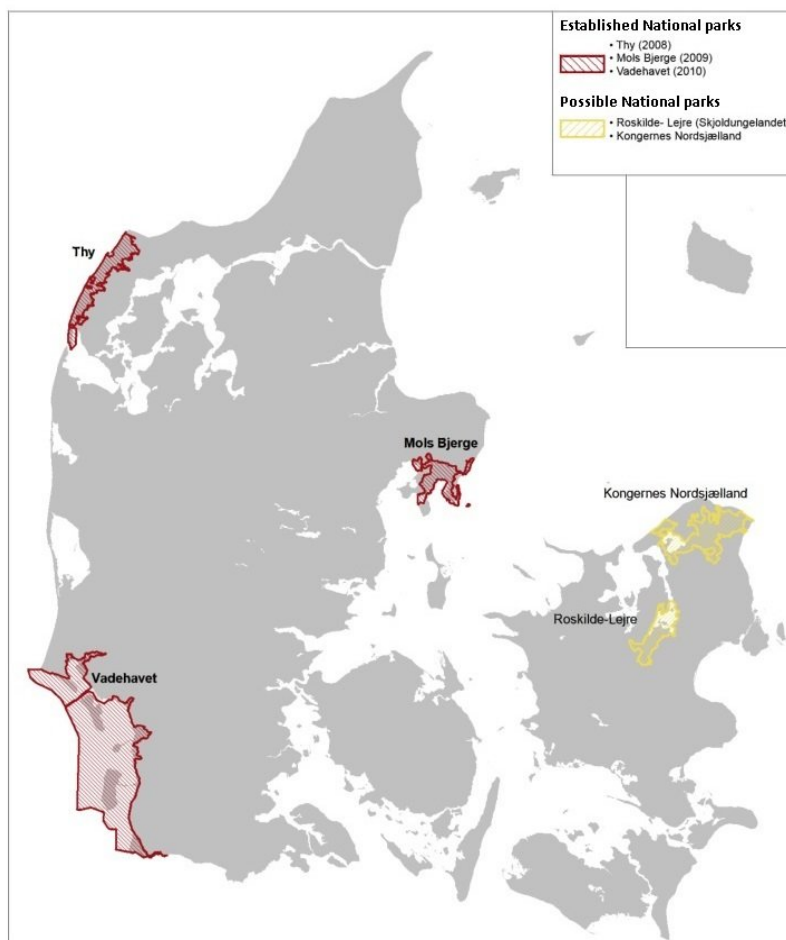 Established National parks
• Thy (2008)
• Mols Bjerge (2009)
• Vadehavet (2010)
Possible National parks
• Roskilde- Lejre (Skjoldungelandet
• Kongernes Nordsjælland
Thy
Mols Bjerge
Kongernes Nordsjælland
Roskilde-Lejre
Vadehavet